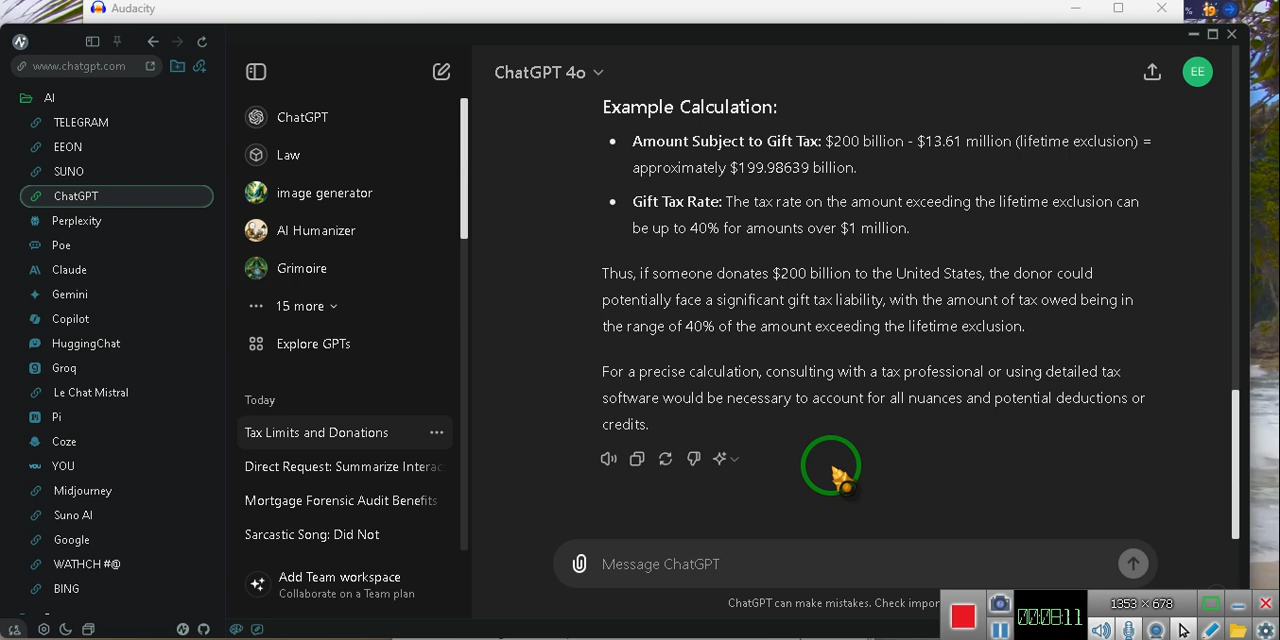 Audacity
%
19
www.chatgpt.com
AI
TELEGRAM
EEON
SUNO
ChatGPT
Perplexity
Poe
Claude
Gemini
Copilot
HuggingChat
Groq
Le Chat Mistral
Pi
Coze
YOU
Midjourney
Suno AI
Google
WATHCH #@
BING
ChatGPT
Law
image generator
AI Humanizer
Grimoire
15 more
Explore GPTs
Today
Tax Limits and Donations
Direct Request: Summarize Interac
Mortgage Forensic Audit Benefits
Sarcastic Song: Did Not
Add Team workspace
Collaborate on a Team plan
ChatGPT 4o
EE
Example Calculation:
Amount Subject to Gift Tax: $200 billion - $13.61 million (lifetime exclusion) =
approximately $199.98639 billion.
Gift Tax Rate: The tax rate on the amount exceeding the lifetime exclusion can
be up to 40% for amounts over $1 million.
Thus, if someone donates $200 billion to the United States, the donor could
potentially face a significant gift tax liability, with the amount of tax owed being in
the range of 40% of the amount exceeding the lifetime exclusion.
For a precise calculation, consulting with a tax professional or using detailed tax
software would be necessary to account for all nuances and potential deductions or
credits.
Message ChatGPT
ChatGPT can make mistakes. Check impor
1353 × 678